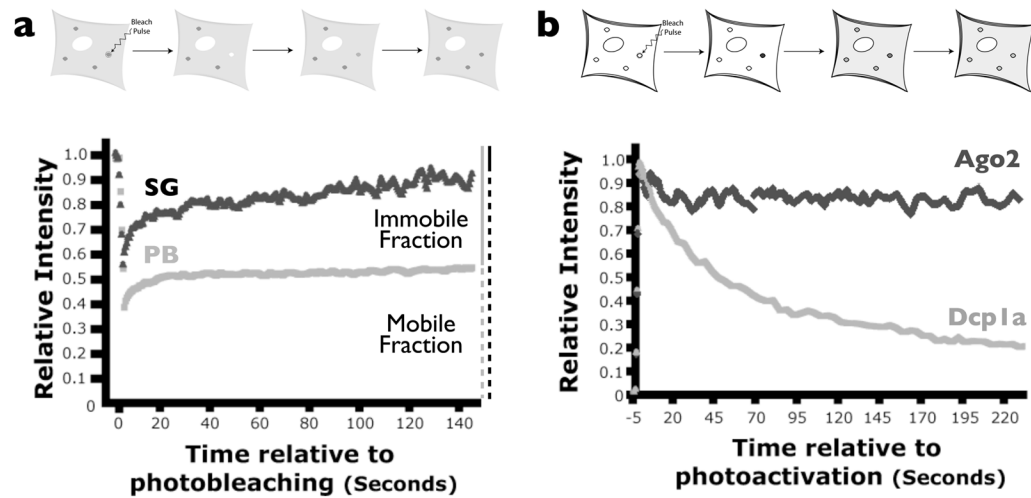 a
Bleach
Pulse
Relative Intensity
1.0
0.9
0.8
0.7
0.6
0.5
0.4
0.3
0.2
0.1
0
SG
PB
Immobile
Fraction
Mobile
Fraction
0 20 40 60 80 100 120 140
Time relative to
photobleaching (Seconds)
b
Bleach
Pulse
Relative Intensity
1.0
0.9
0.8
0.7
0.6
0.5
0.4
0.3
0.2
0.1
0
Ago2
Dcp1a
-5 20 45 70 95 120 145 170 195 220
Time relative to
photoactivation (Seconds)